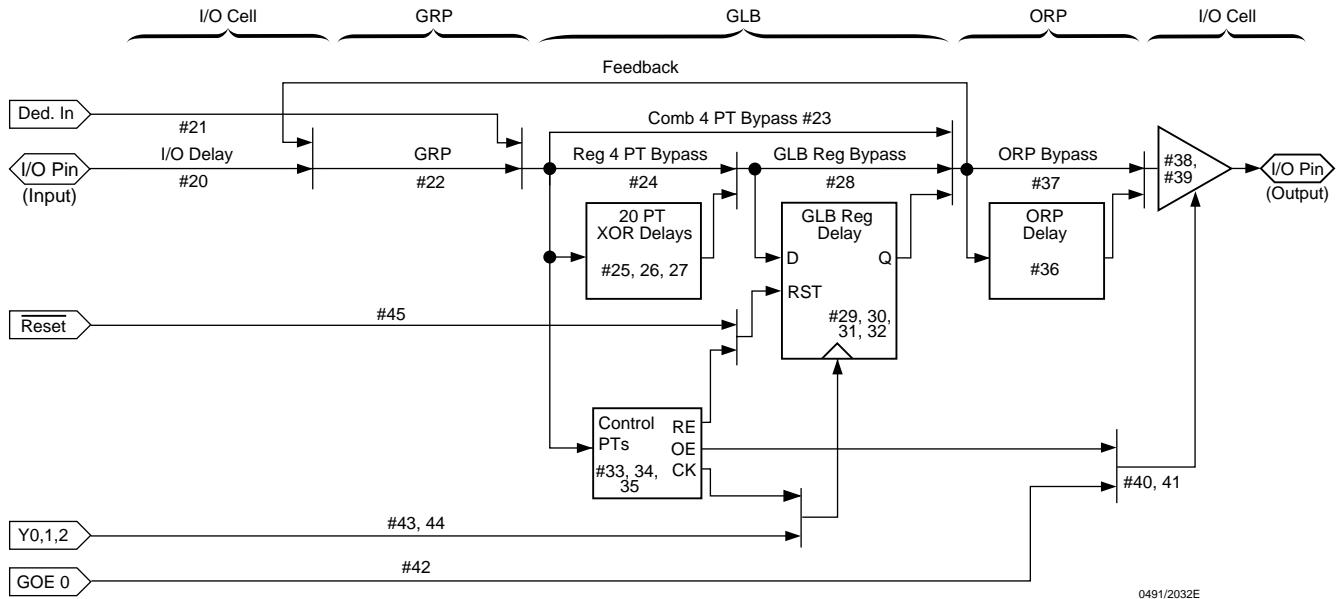 I/O Cell
GRP
GLB
ORP
I/O Cell
Feedback
Ded. In
#21
Comb 4 PT Bypass #23
I/O Pin
(Input)
I/O Delay
#20
GRP
#22
Reg 4 PT Bypass
#24
GLB Reg Bypass
#28
ORP Bypass
#37
#38,
#39
I/O Pin
(Output)
20 PT
XOR Delays
#25, 26, 27
GLB Reg
Delay
D
Q
RST
#29, 30,
31, 32
ORP
Delay
#36
Reset
#45
Control
PTs
#33, 34,
35
RE
OE
CK
#40, 41
Y0,1,2
#43, 44
GOE 0
#42
0491/2032E